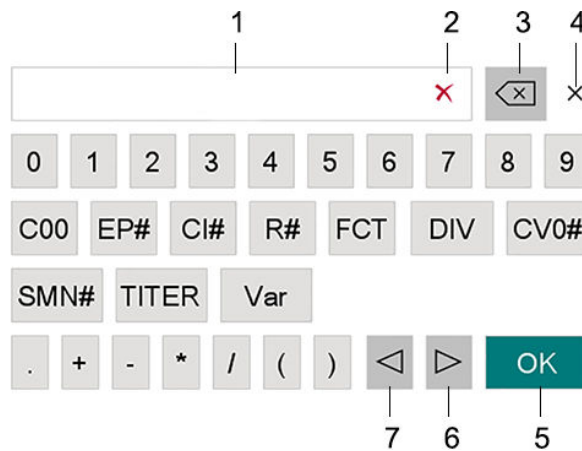 1 2 3 4
0 1 2 3 4 5 6 7 8 9
C00 EP# CI# R# FCT DIV CV0#
SMN# TITER Var
. + - * / ( ) OK
7 6 5